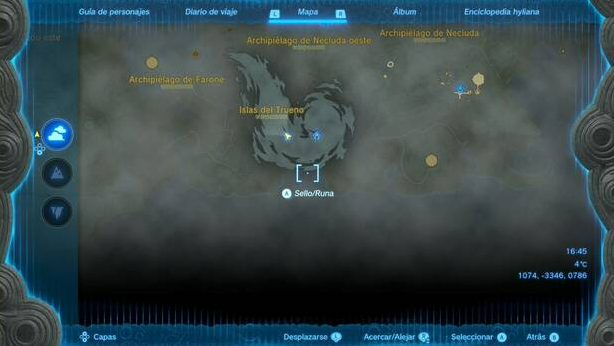 Guía de personajes
Diario de viaje
L
Mapa
R
Álbum
Enciclopedia hyliana
Archipiélago de Necluda oeste
Archipiélago de Necluda
Archipiélago de Farone
Islas del Trueno
A Sello/Runa
16:45
4°C
1074, -3346, 0786
Capas
Desplazarse L
Acercar/Alejar R
Seleccionar A
Atrás B